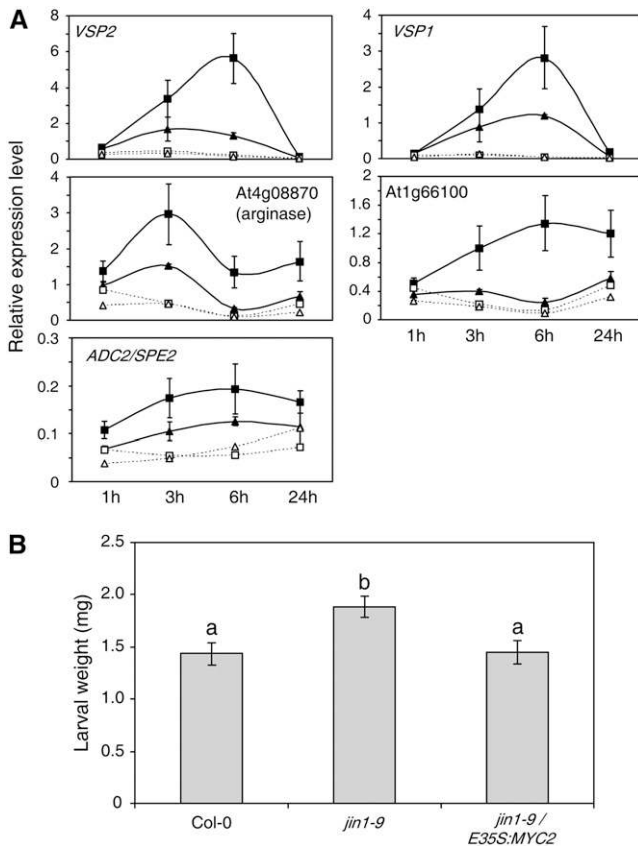 A
VSP2
8
6
4
2
0
VSP1
4
3
2
1
0
Relative expression level
At4g08870
(arginase)
4
3
2
1
0
At1g66100
1.6
1.2
0.8
0.4
0
1h 3h 6h 24h
ADC2/SPE2
0.3
0.2
0.1
0
1h 3h 6h 24h
B
Larval weight (mg)
2.5
2.0
1.5
1.0
0.5
0
a
b
a
Col-0
jin1-9
jin1-9 /
E35S:MYC2